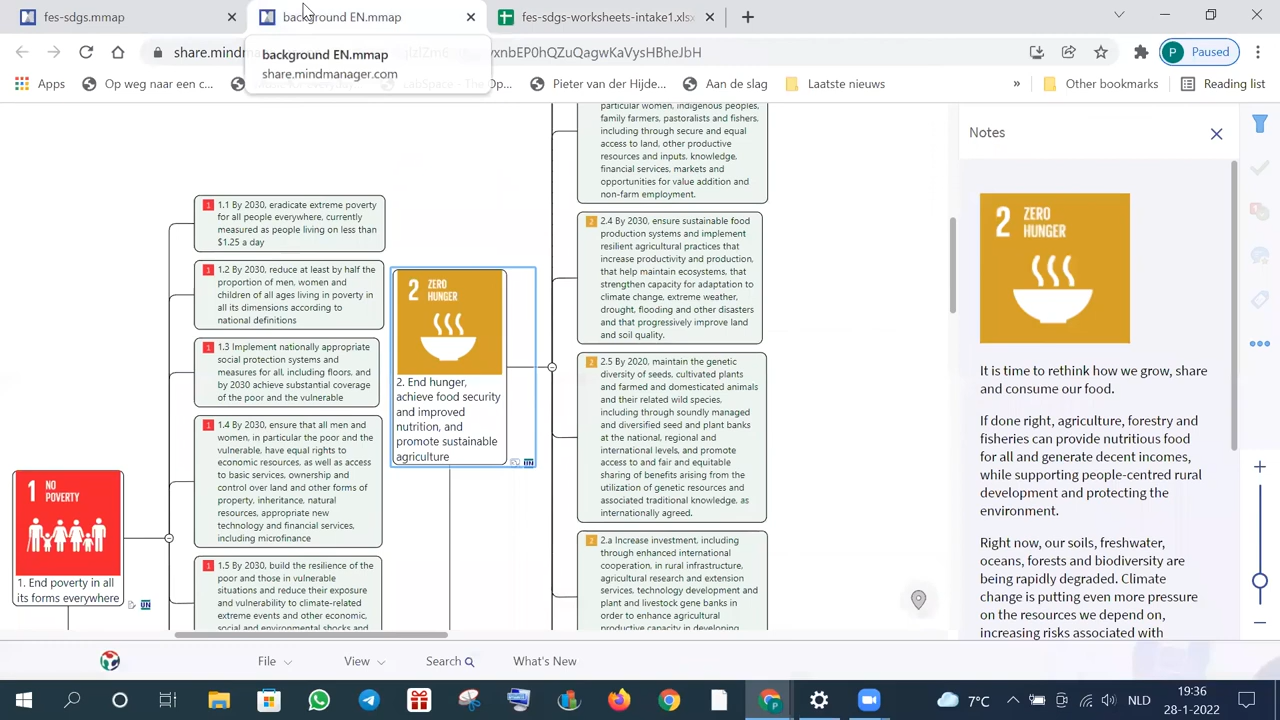 fes-sdgs.mmap
background EN.mmap
fes-sdgs-worksheets-intake1.xlsx
share.mindm
xnbEP0hQZuQagwKaVysHBheJbH
Paused
background EN.mmap
share.mindmanager.com
Apps
Op weg naar een c...
LabSpace - The Op...
Pieter van der Hijde...
Aan de slag
Laatste nieuws
»
Other bookmarks
Reading list
particular women, indigenous peoples,
family farmers, pastoralists and fishers,
including through secure and equal
access to land, other productive
resources and inputs, knowledge,
financial services, markets and
opportunities for value addition and
non-farm employment.
1 1.1 By 2030, eradicate extreme poverty
for all people everywhere, currently
measured as people living on less than
$1.25 a day
1 1.2 By 2030, reduce at least by half the
proportion of men, women and
children of all ages living in poverty in
all its dimensions according to
national definitions
1 1.3 Implement nationally appropriate
social protection systems and
measures for all, including floors, and
by 2030 achieve substantial coverage
of the poor and the vulnerable
1 1.4 By 2030, ensure that all men and
women, in particular the poor and the
vulnerable, have equal rights to
economic resources, as well as access
to basic services, ownership and
control over land and other forms of
property, inheritance, natural
resources, appropriate new
technology and financial services,
including microfinance
1 1.5 By 2030, build the resilience of the
poor and those in vulnerable
situations and reduce their exposure
and vulnerability to climate-related
extreme events and other economic,
social and environmental shocks and
1 NO
POVERTY
1. End poverty in all
its forms everywhere
2 ZERO
HUNGER
2. End hunger,
achieve food security
and improved
nutrition, and
promote sustainable
agriculture
2 2.4 By 2030, ensure sustainable food
production systems and implement
resilient agricultural practices that
increase productivity and production,
that help maintain ecosystems, that
strengthen capacity for adaptation to
climate change, extreme weather,
drought, flooding and other disasters
and that progressively improve land
and soil quality.
2 2.5 By 2020, maintain the genetic
diversity of seeds, cultivated plants
and farmed and domesticated animals
and their related wild species,
including through soundly managed
and diversified seed and plant banks
at the national, regional and
international levels, and promote
access to and fair and equitable
sharing of benefits arising from the
utilization of genetic resources and
associated traditional knowledge, as
internationally agreed.
2 2.a Increase investment, including
through enhanced international
cooperation, in rural infrastructure,
agricultural research and extension
services, technology development and
plant and livestock gene banks in
order to enhance agricultural
productive capacity in developing
Notes
2 ZERO
HUNGER
It is time to rethink how we grow, share
and consume our food.
If done right, agriculture, forestry and
fisheries can provide nutritious food
for all and generate decent incomes,
while supporting people-centred rural
development and protecting the
environment.
Right now, our soils, freshwater,
oceans, forests and biodiversity are
being rapidly degraded. Climate
change is putting even more pressure
on the resources we depend on,
increasing risks associated with
File
View
Search
What's New
7°C
NLD
19:36
28-1-2022